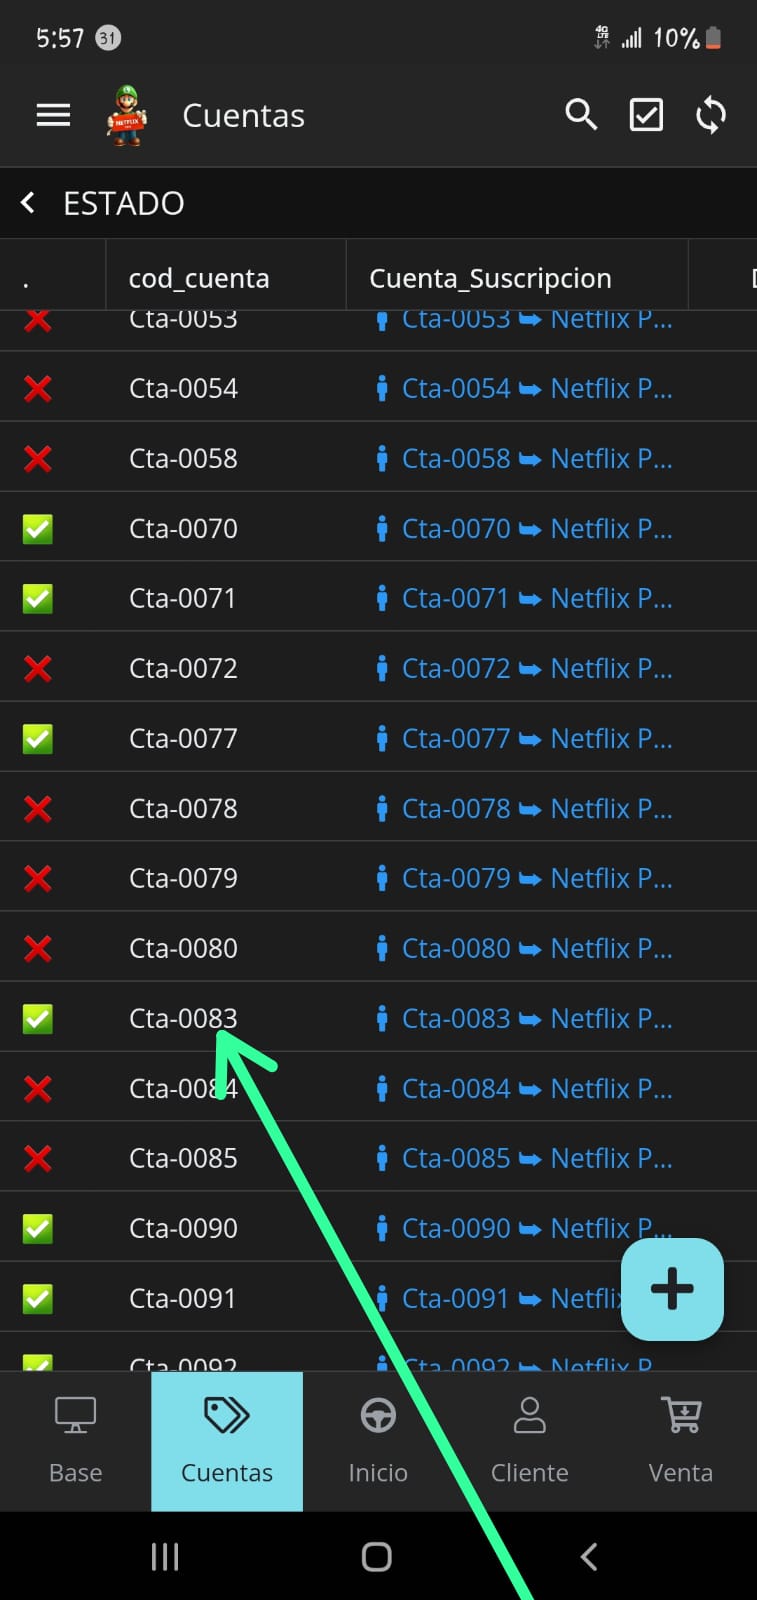 5:57 31 4G LTE 10%
NETFLIX
Cuentas
ESTADO
. cod_cuenta Cuenta_Suscripcion
Cta-0053 Cta-0053 Netflix P...
Cta-0054 Cta-0054 Netflix P...
Cta-0058 Cta-0058 Netflix P...
Cta-0070 Cta-0070 Netflix P...
Cta-0071 Cta-0071 Netflix P...
Cta-0072 Cta-0072 Netflix P...
Cta-0077 Cta-0077 Netflix P...
Cta-0078 Cta-0078 Netflix P...
Cta-0079 Cta-0079 Netflix P...
Cta-0080 Cta-0080 Netflix P...
Cta-0083 Cta-0083 Netflix P...
Cta-0084 Cta-0084 Netflix P...
Cta-0085 Cta-0085 Netflix P...
Cta-0090 Cta-0090 Netflix P...
Cta-0091 Cta-0091 Netflix
Cta-0092 Cta-0092 Netflix P
Base Cuentas Inicio Cliente Venta